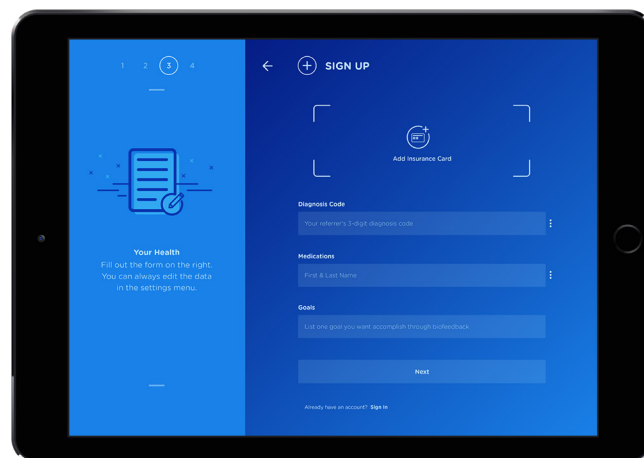 1 2 3 4
Your Health
Fill out the form on the right.
You can always edit the data
in the settings menu.
SIGN UP
Add Insurance Card
Diagnosis Code
Your referrer's 3-digit diagnosis code
Medications
First & Last Name
Goals
List one goal you want accomplish through biofeedback
Next
Already have an account? Sign In